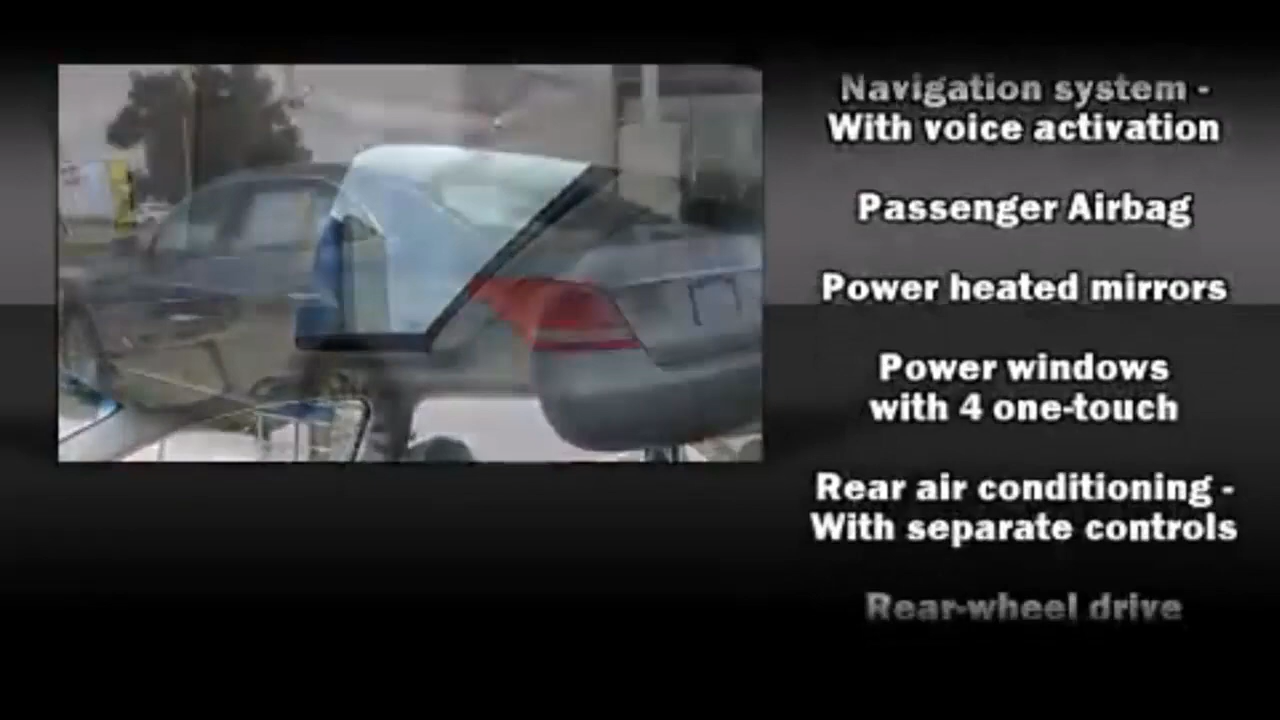 Navigation system -
With voice activation
Passenger Airbag
Power heated mirrors
Power windows
with 4 one-touch
Rear air conditioning -
With separate controls
Rear-wheel drive